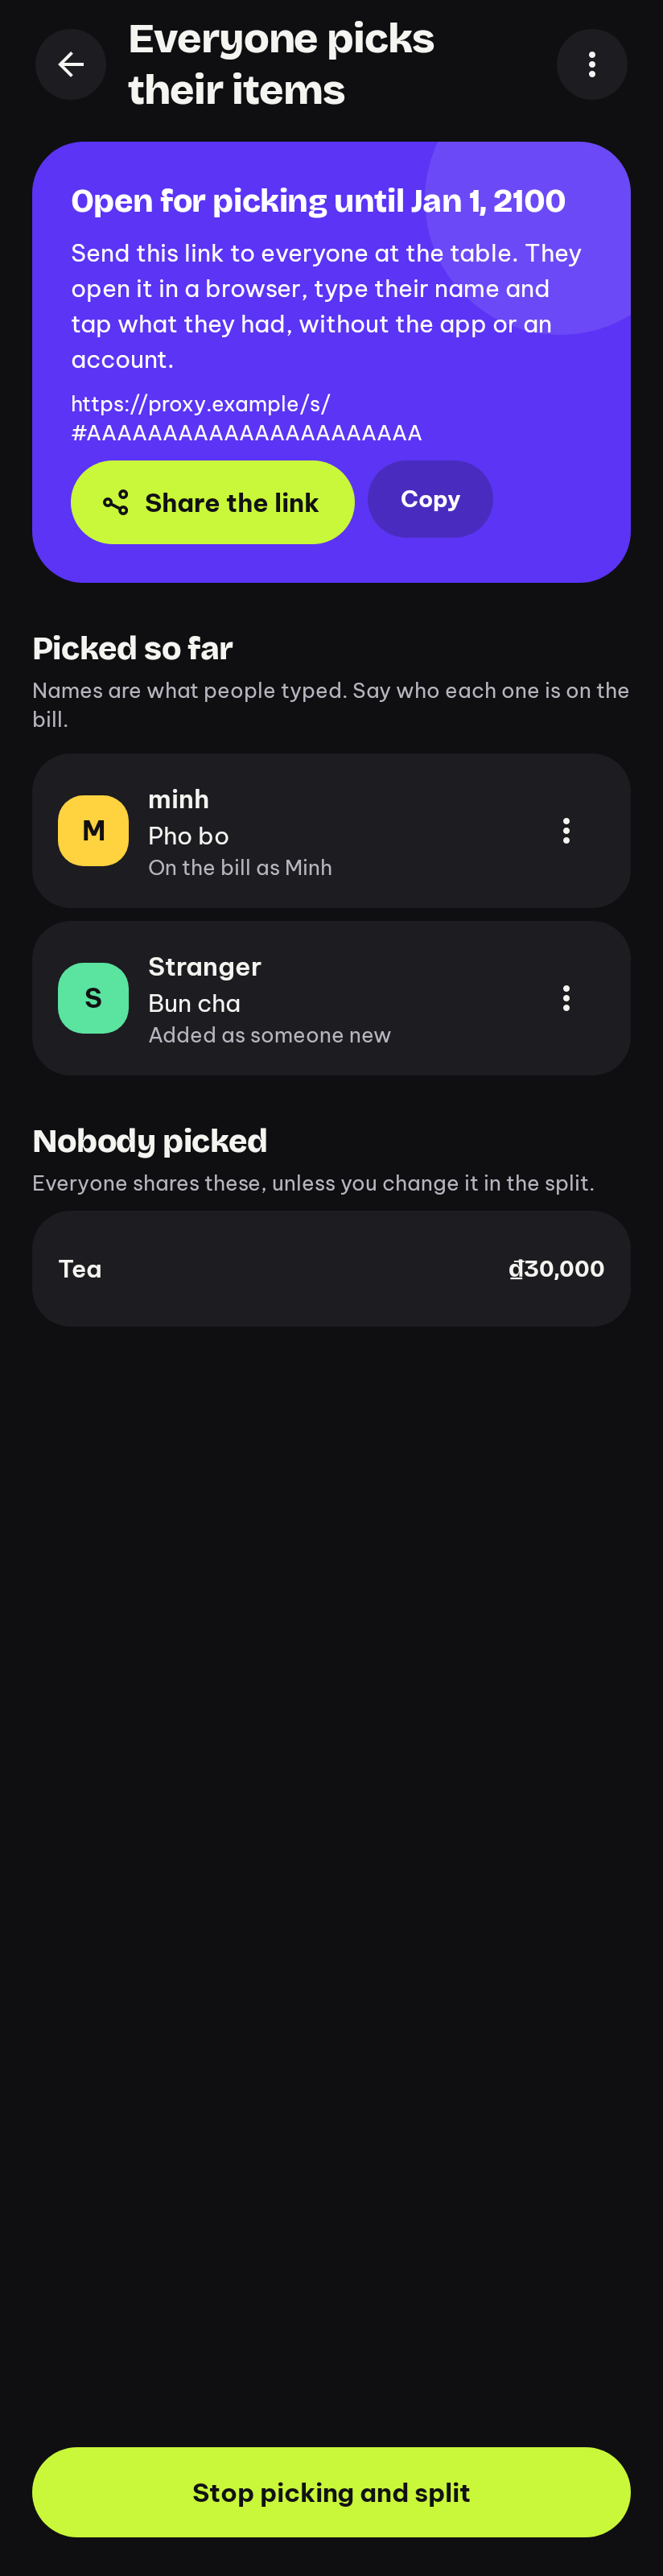 Everyone picks
their items
Open for picking until Jan 1, 2100
Send this link to everyone at the table. They
open it in a browser, type their name and
tap what they had, without the app or an
account.
https://proxy.example/s/
#AAAAAAAAAAAAAAAAAAAAAA
Share the link
Copy
Picked so far
Names are what people typed. Say who each one is on the
bill.
M
minh
Pho bo
On the bill as Minh
S
Stranger
Bun cha
Added as someone new
Nobody picked
Everyone shares these, unless you change it in the split.
Tea
₫30,000
Stop picking and split